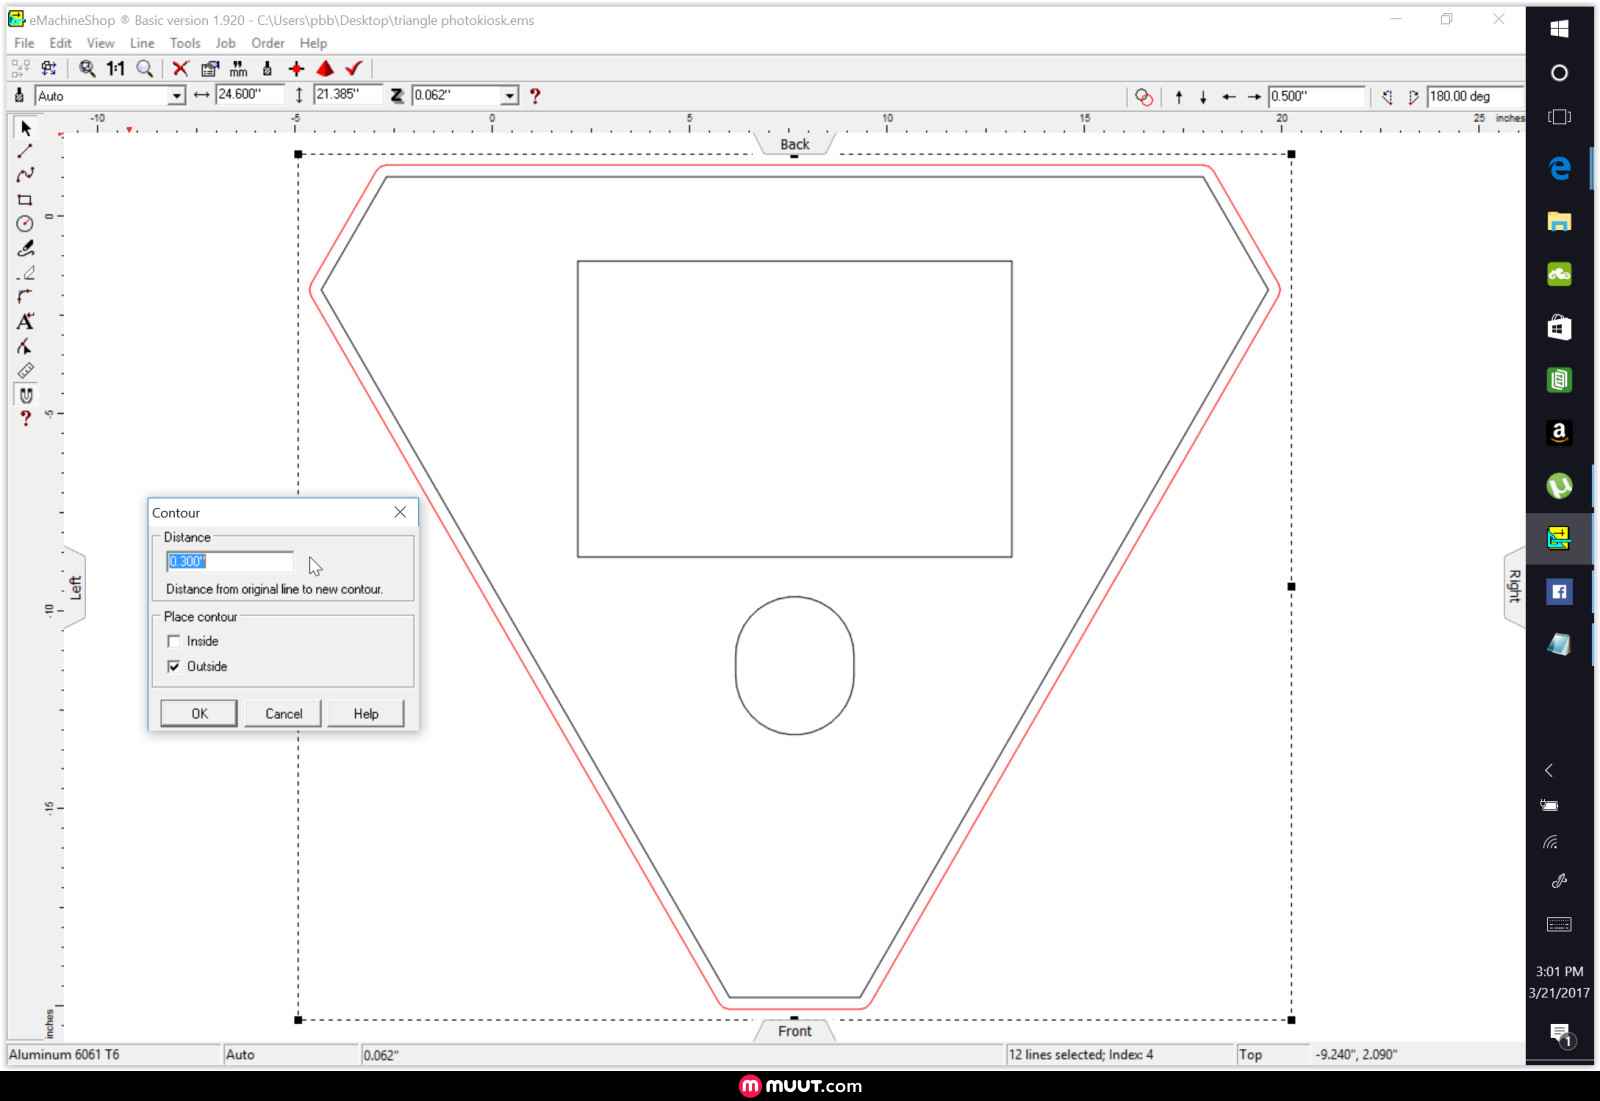 eMachineShop ® Basic version 1.920 - C:\Users\pbb\Desktop\triangle photokiosk.ems
File Edit View Line Tools Job Order Help
1:1 mm
Auto 24.600" 21.385" Z 0.062" ? 0.500" 180.00 deg
-10 -5 0 5 10 15 20 25 inches
Back
0
-5
A
?
Contour
Distance
0.300"
Distance from original line to new contour.
Place contour
Inside
Outside
OK Cancel Help
Left
Right
-10
-15
inches
Front
Aluminum 6061 T6 Auto 0.062" 12 lines selected; Index: 4 Top -9.240", 2.090"
3:01 PM
3/21/2017
1
muut.com